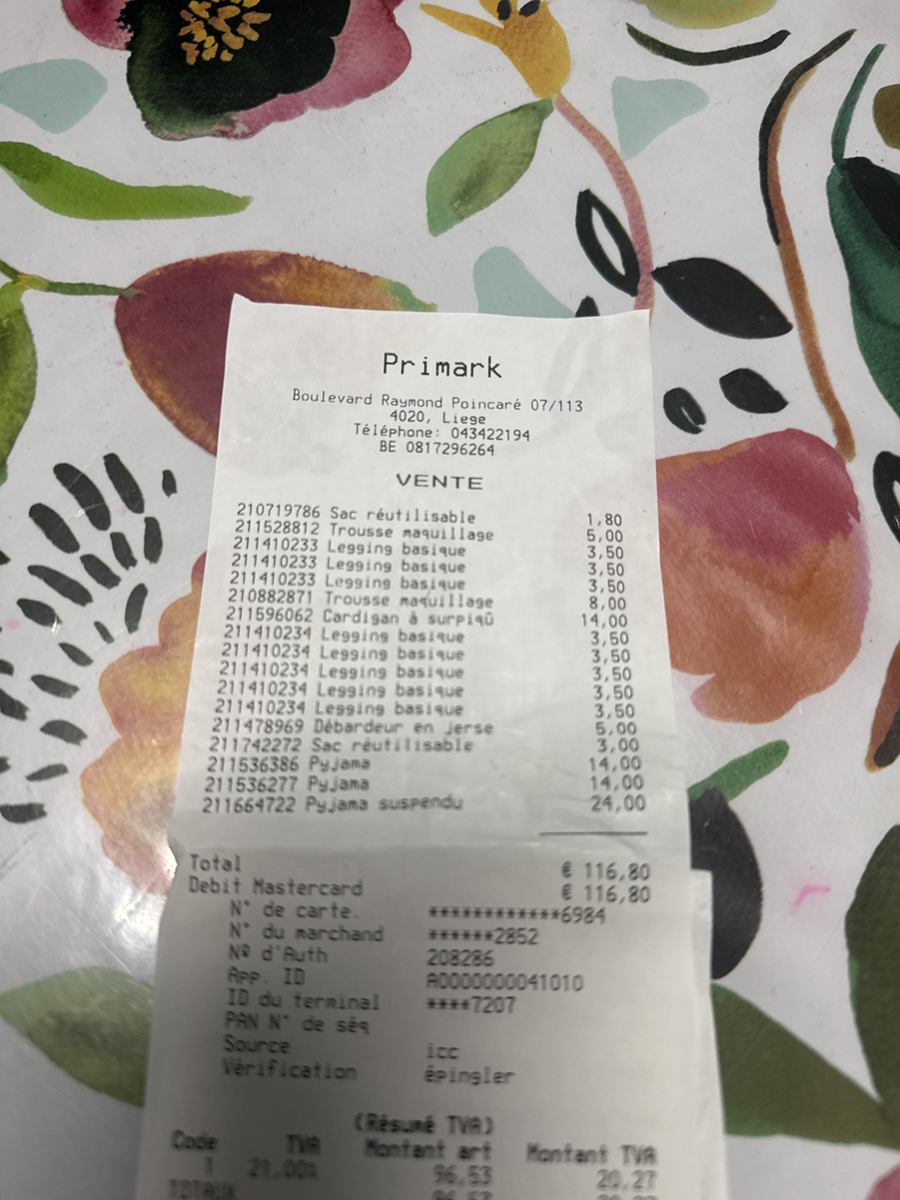 Primark
Boulevard Raymond Poincaré 07/113
4020, Liege
Téléphone: 043422194
BE 0817296264
VENTE
210719786 Sac réutilisable 1,80
211528812 Trousse maquillage 5,00
211410233 Legging basique 3,50
211410233 Legging basique 3,50
211410233 Legging basique 3,50
210882871 Trousse maquillage 8,00
211596062 Cardigan à surpiqû 14,00
211410234 Legging basique 3,50
211410234 Legging basique 3,50
211410234 Legging basique 3,50
211410234 Legging basique 3,50
211410234 Legging basique 3,50
211478969 Débardeur en jerse 5,00
211742272 Sac réutilisable 3,00
211536386 Pyjama 14,00
211536277 Pyjama 14,00
211664722 Pyjama suspendu 24,00
Total € 116,80
Debit Mastercard € 116,80
N° de carte. ************6984
N° du marchand ******2852
Nº d'Auth 208286
App. ID A0000000041010
ID du terminal ****7207
PAN N° de séq
Source icc
Vérification épingler
(Résumé TVA)
Code TVA Montant art Montant TVA
1 21.00% 96,53 20,27
TOTAUX